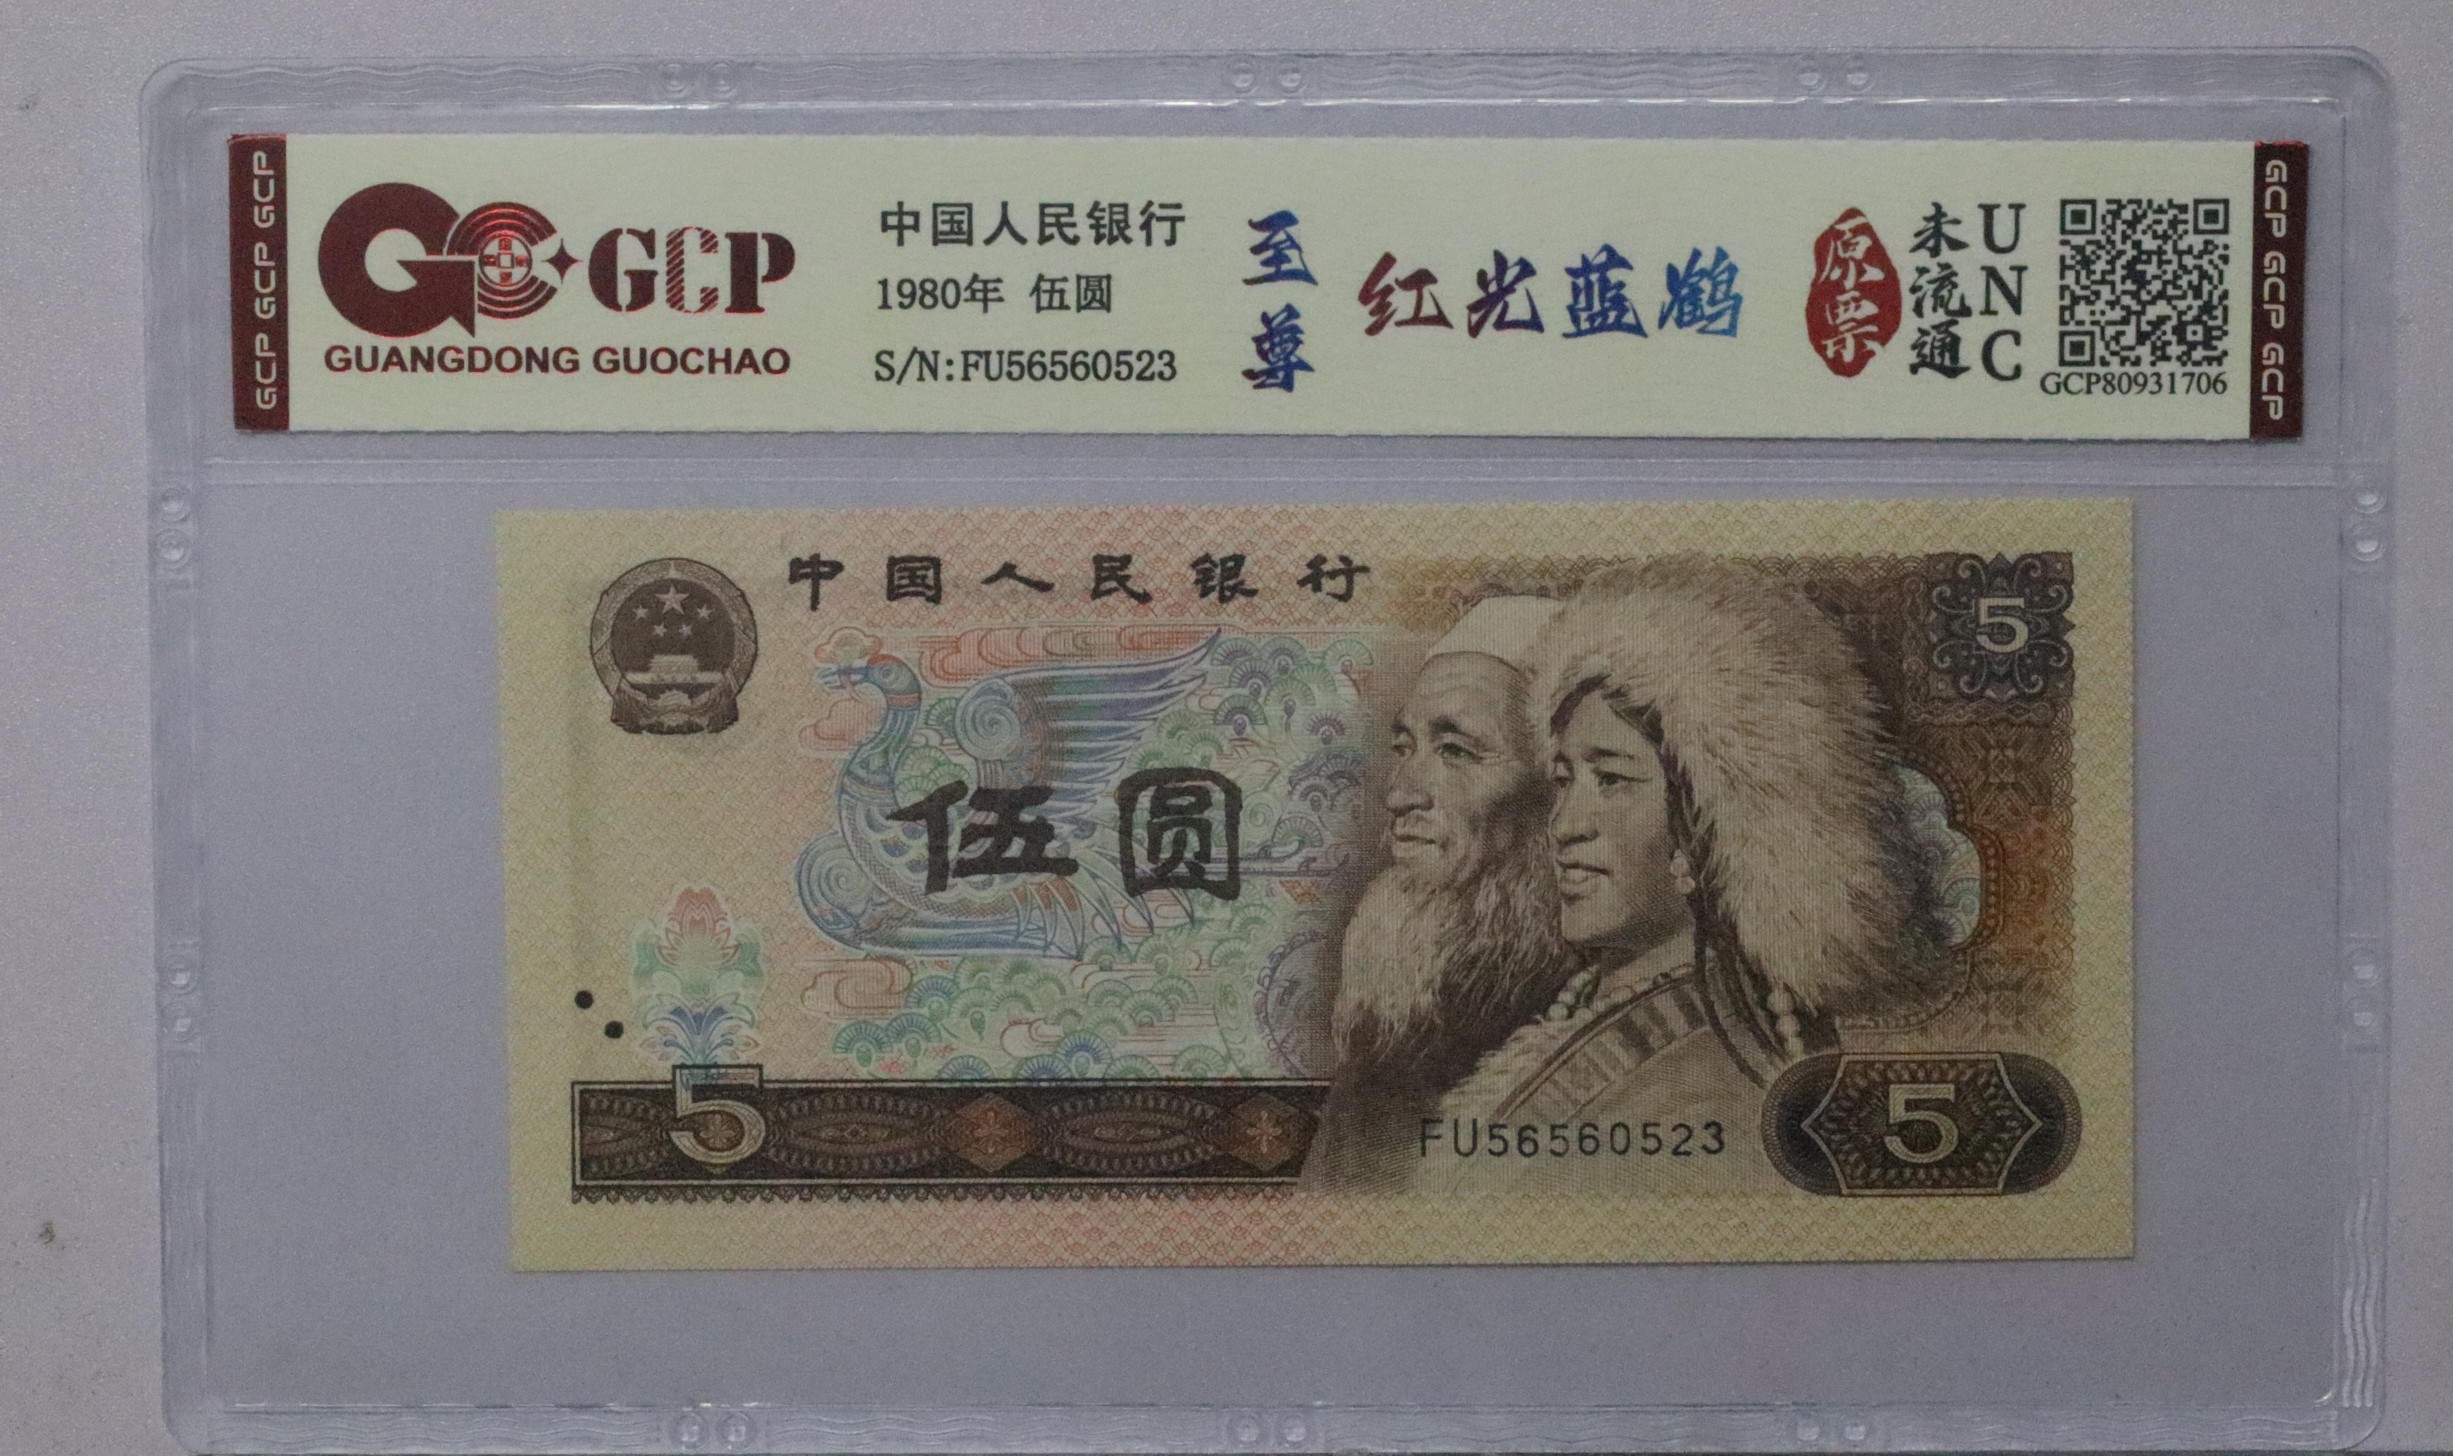 GCP GCP GCP
GCP
GUANGDONG GUOCHAO
中国人民银行
1980年 伍圆
S/N:FU56560523
至尊
红光蓝鹤
原票
未流通
UNC
GCP80931706
GCP GCP GCP
中国人民银行
5
伍圆
5
FU56560523
5